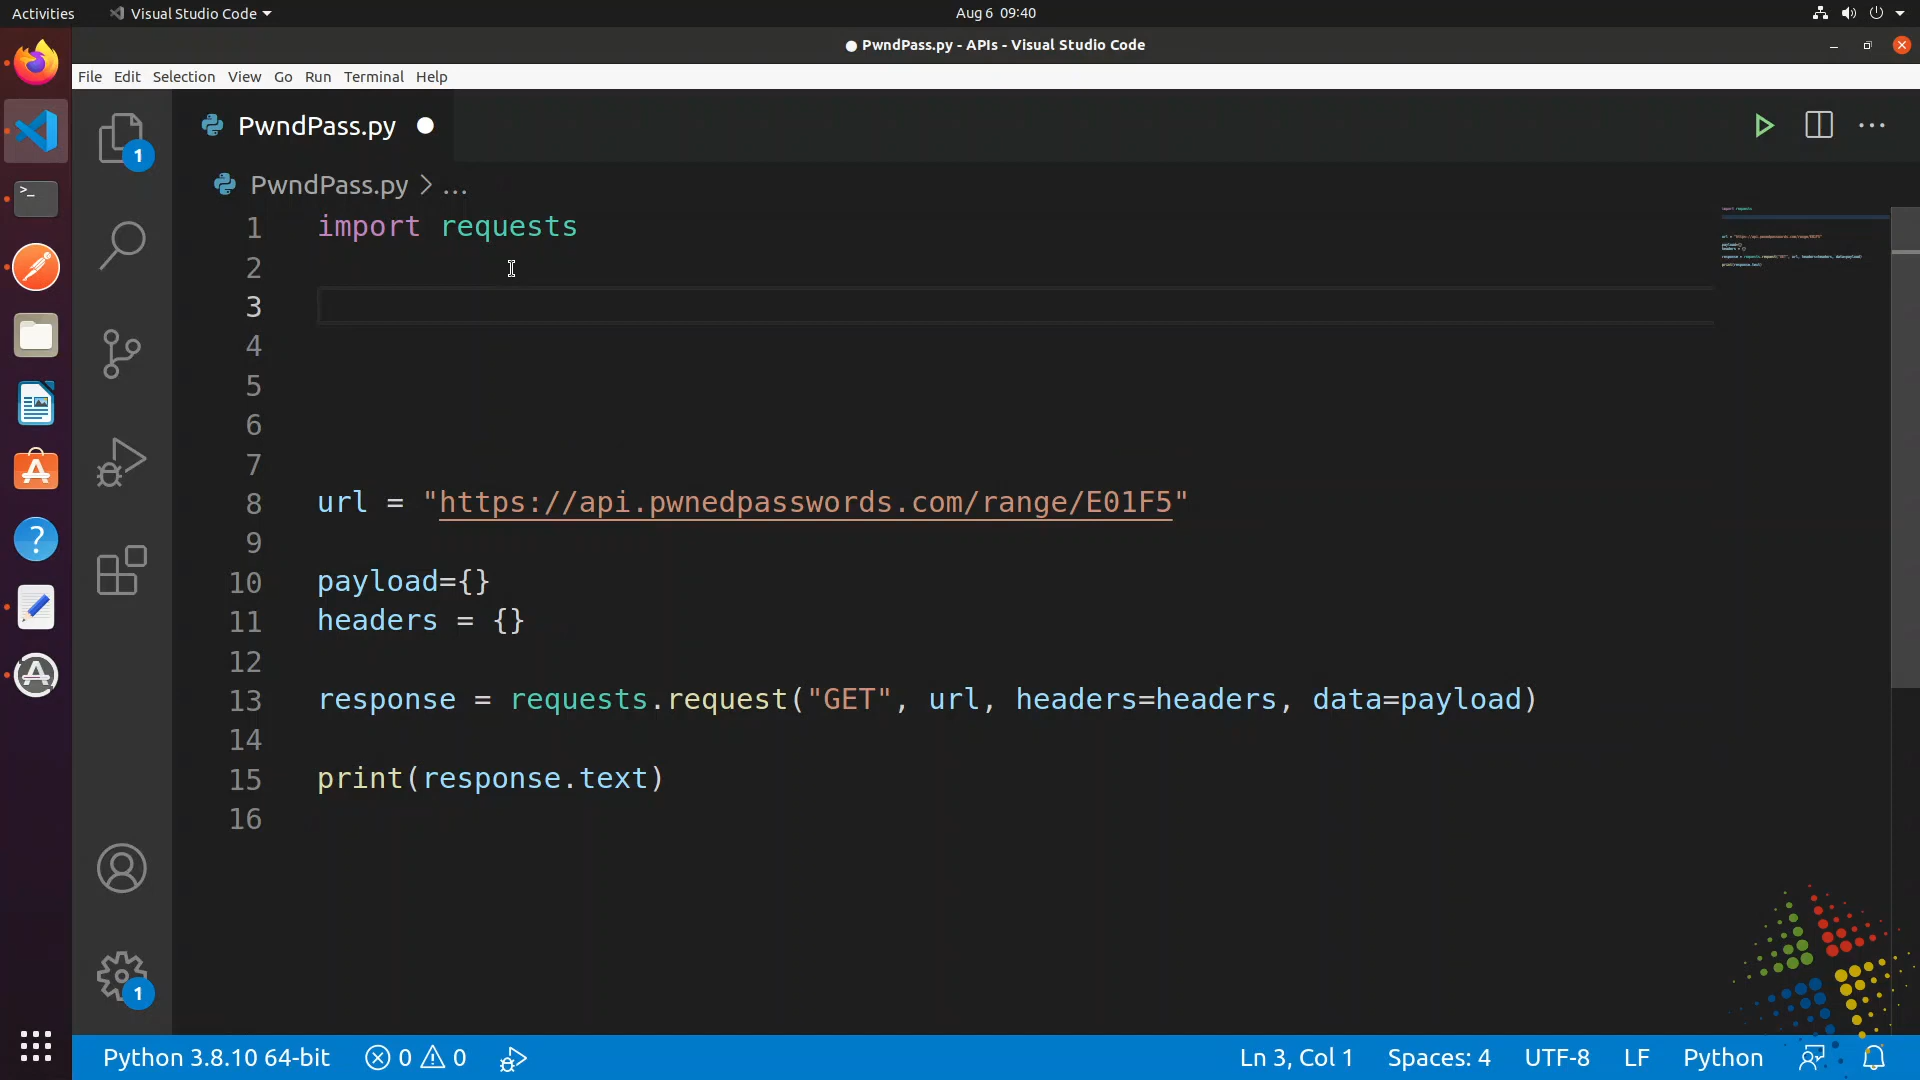 Activities Visual Studio Code Aug 6 09:40
● PwndPass.py - APIs - Visual Studio Code
File Edit Selection View Go Run Terminal Help
PwndPass.py ●
PwndPass.py > ...
1 import requests
2
3
4
5
6
7
8 url = "https://api.pwnedpasswords.com/range/E01F5"
9
10 payload={}
11 headers = {}
12
13 response = requests.request("GET", url, headers=headers, data=payload)
14
15 print(response.text)
16
1
1
Python 3.8.10 64-bit 0 0 Ln 3, Col 1 Spaces: 4 UTF-8 LF Python